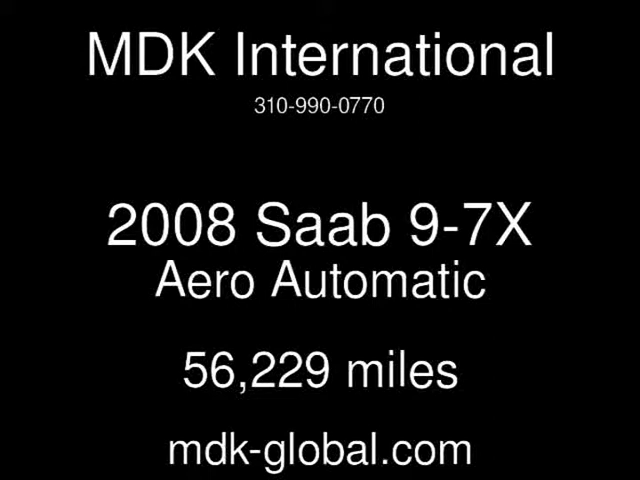 MDK International
310-990-0770
2008 Saab 9-7X
Aero Automatic
56,229 miles
mdk-global.com